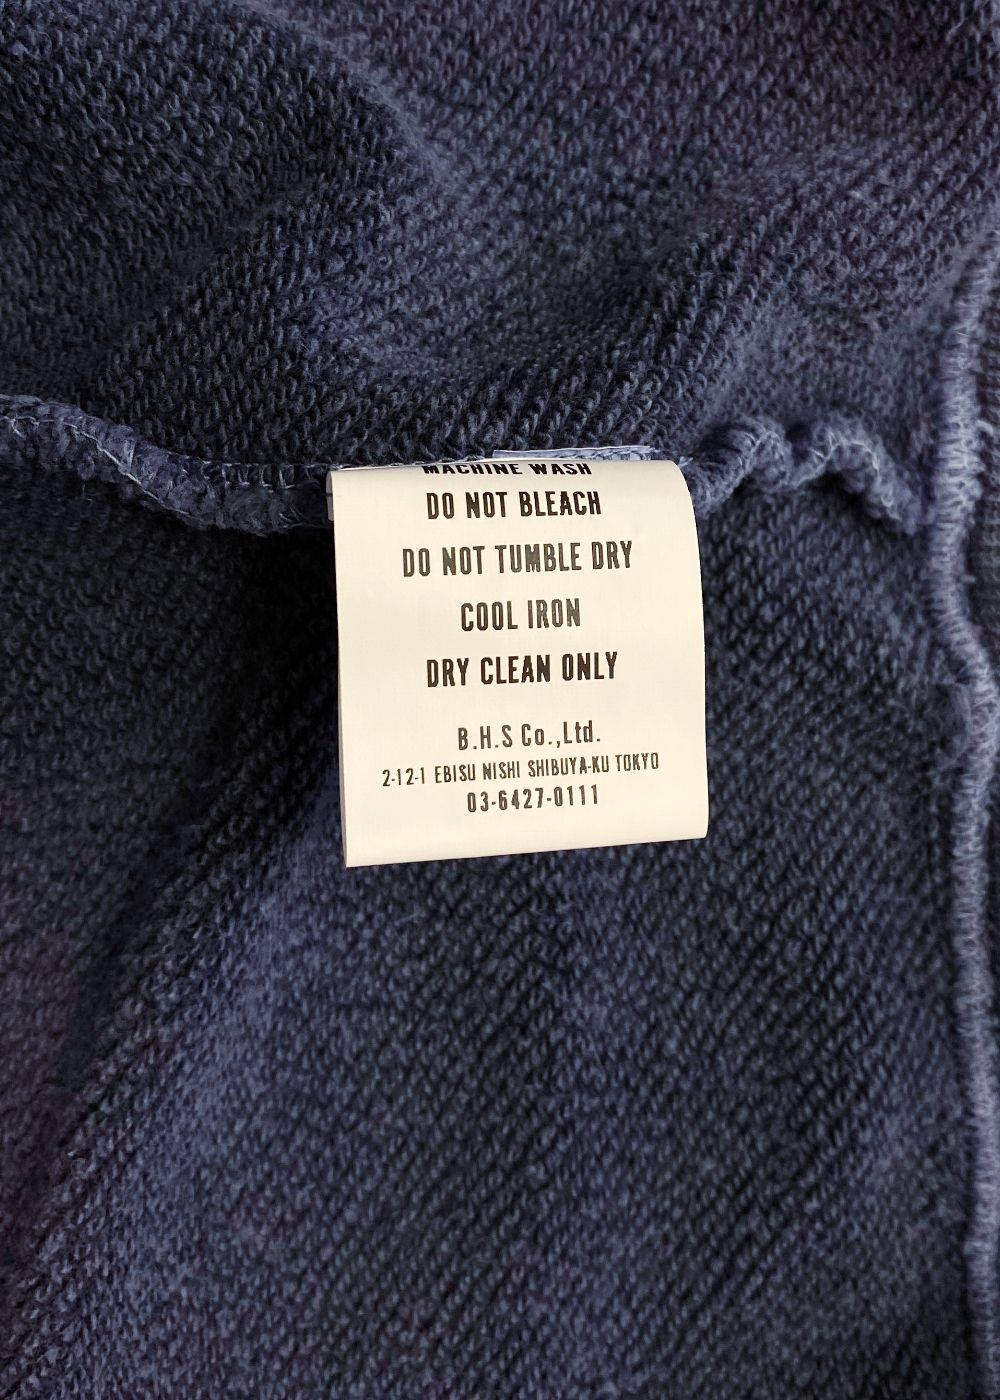 MACHINE WASH
DO NOT BLEACH
DO NOT TUMBLE DRY
COOL IRON
DRY CLEAN ONLY
B.H.S Co.,Ltd.
2-12-1 EBISU NISHI SHIBUYA-KU TOKYO
03-6427-0111